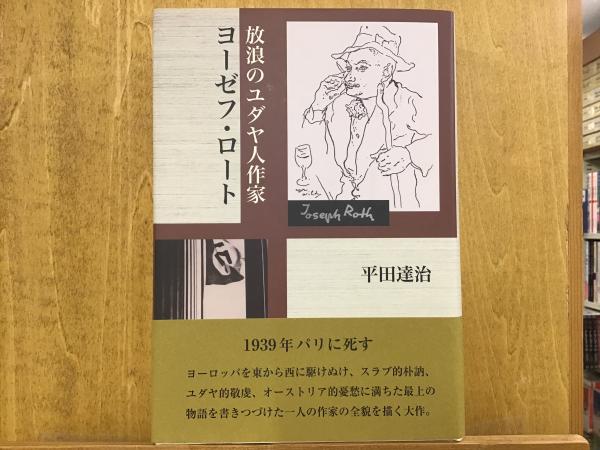 放浪のユダヤ人作家
ヨーゼフ・ロート
Joseph Roth
平田達治
1939年パリに死す
ヨーロッパを東から西に駆けぬけ、スラブ的朴訥、
ユダヤ的敬虔、オーストリア的憂愁に満ちた最上の
物語を書きつづけた一人の作家の全貌を描く大作。